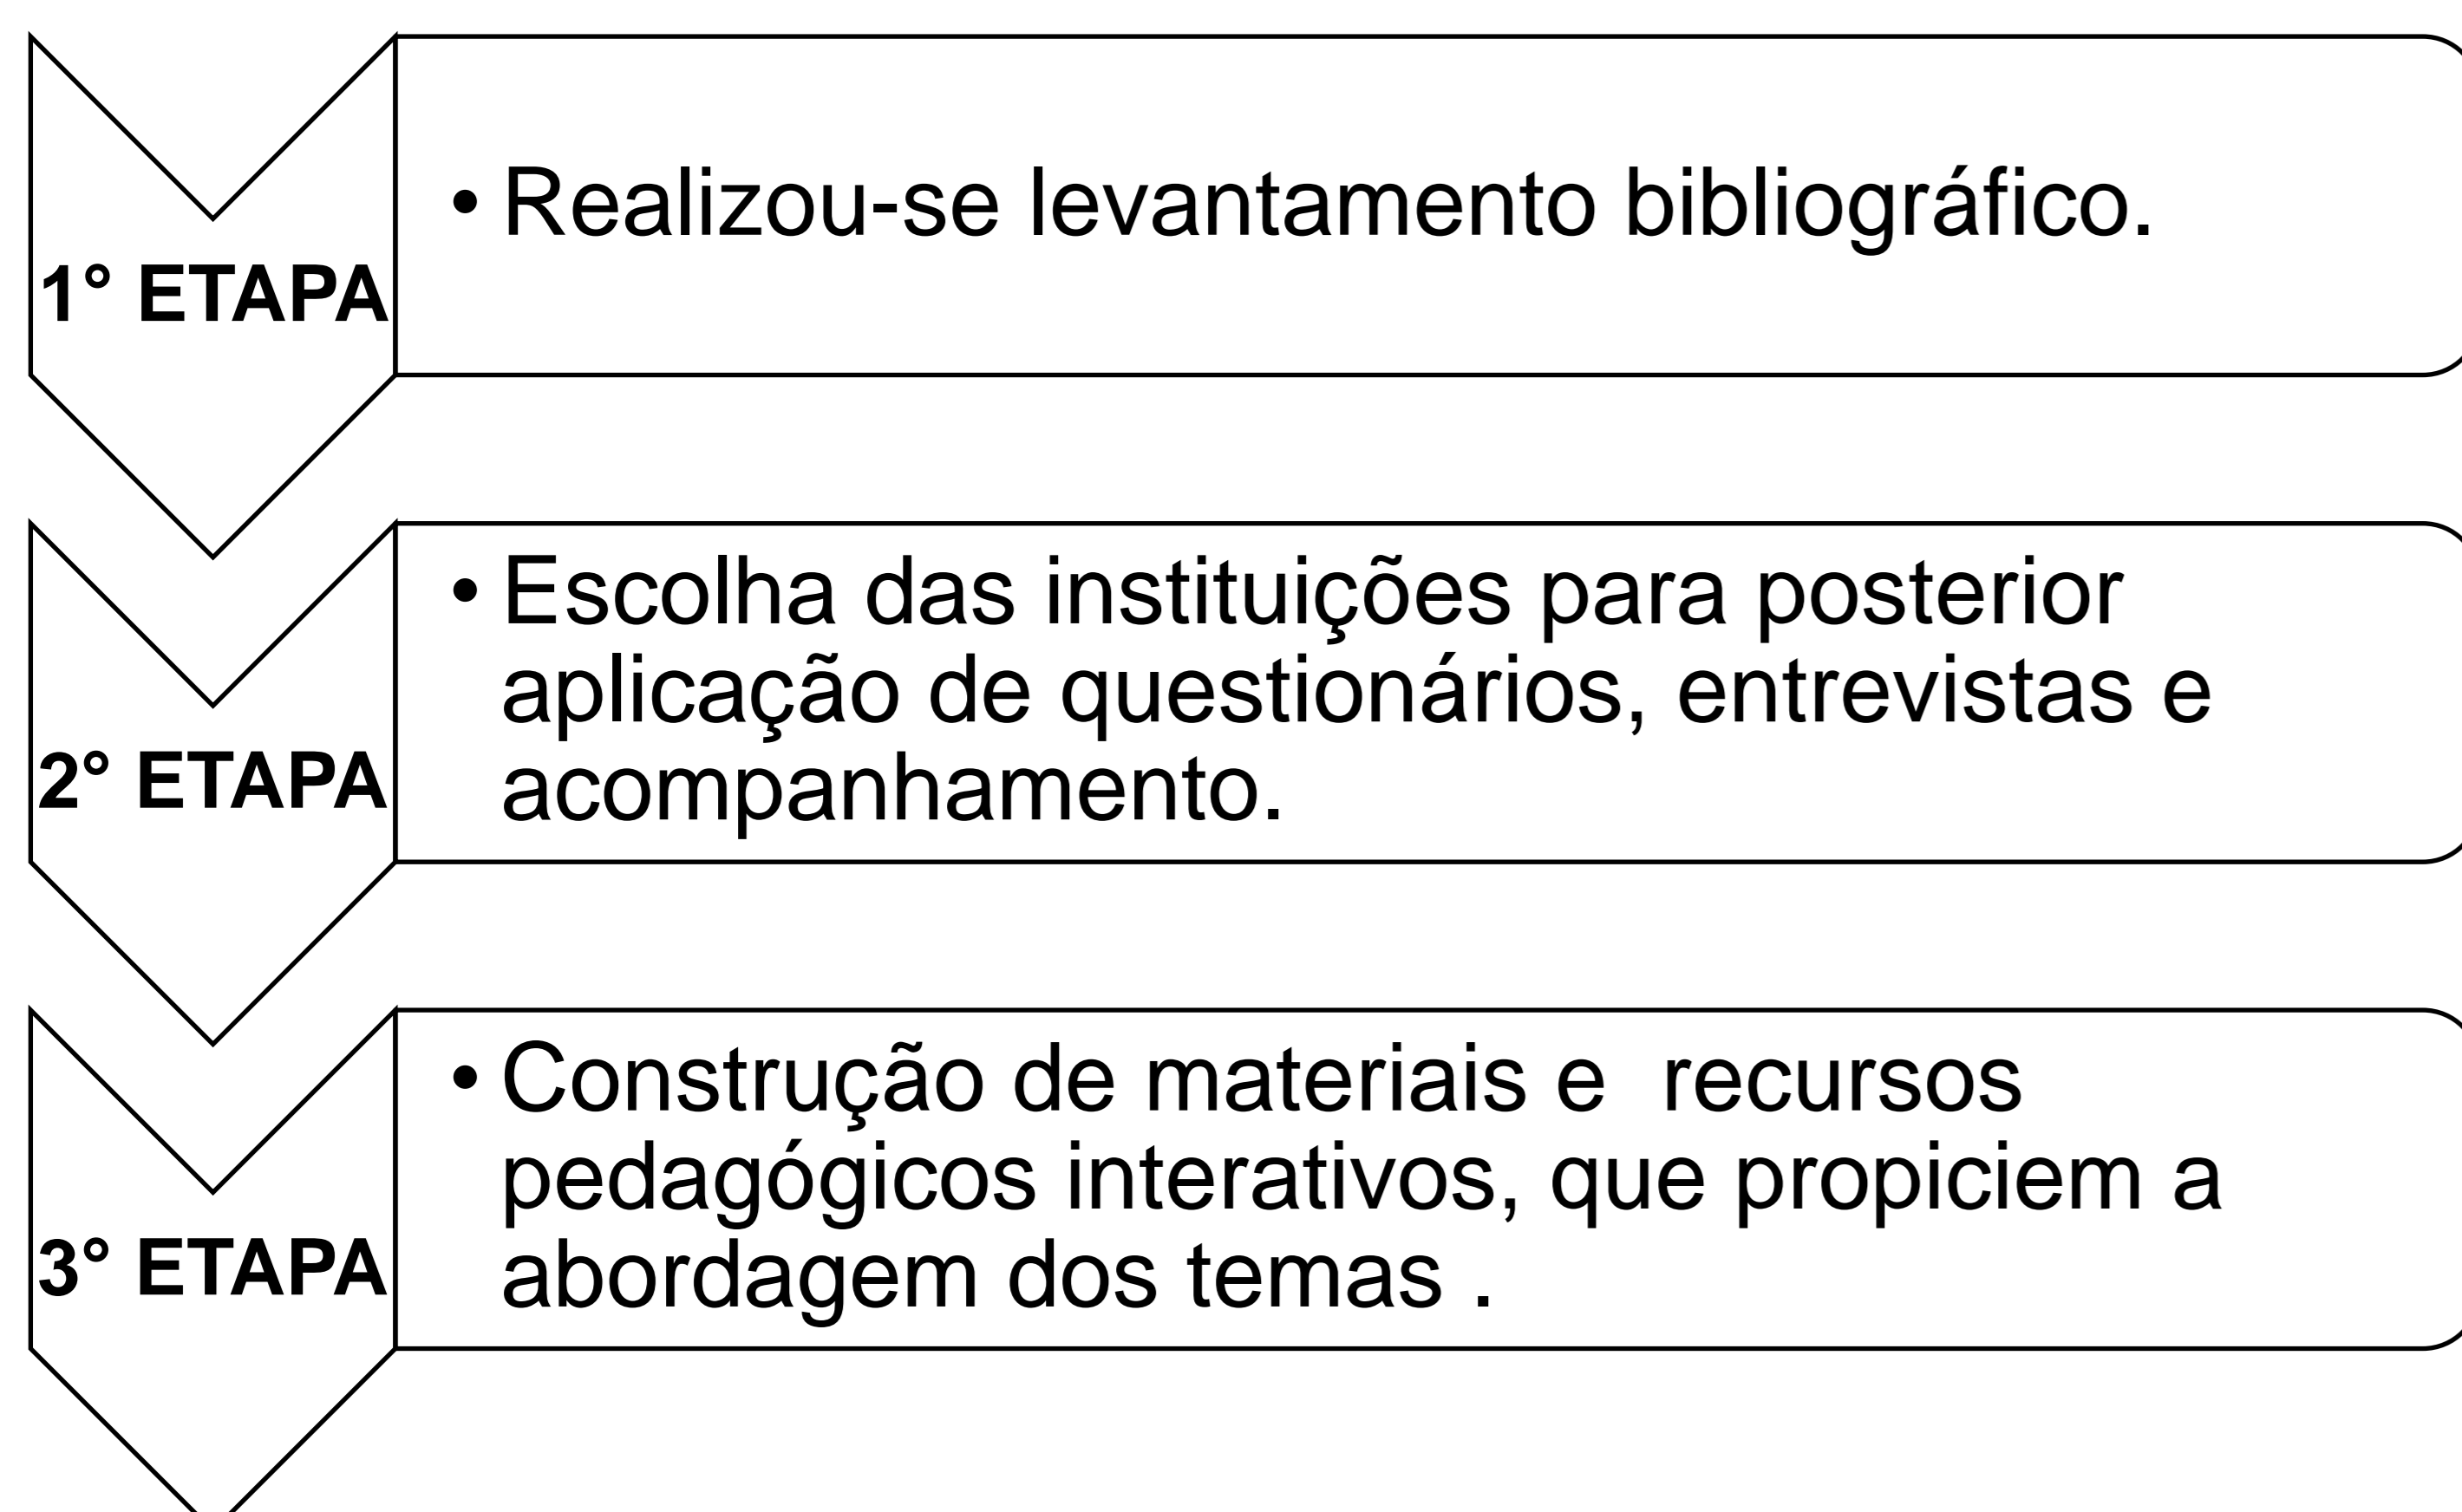 1° ETAPA
• Realizou-se levantamento bibliográfico.
2° ETAPA
• Escolha das instituições para posterior
aplicação de questionários, entrevistas e
acompanhamento.
3° ETAPA
• Construção de materiais e  recursos
pedagógicos interativos, que propiciem a
abordagem dos temas .